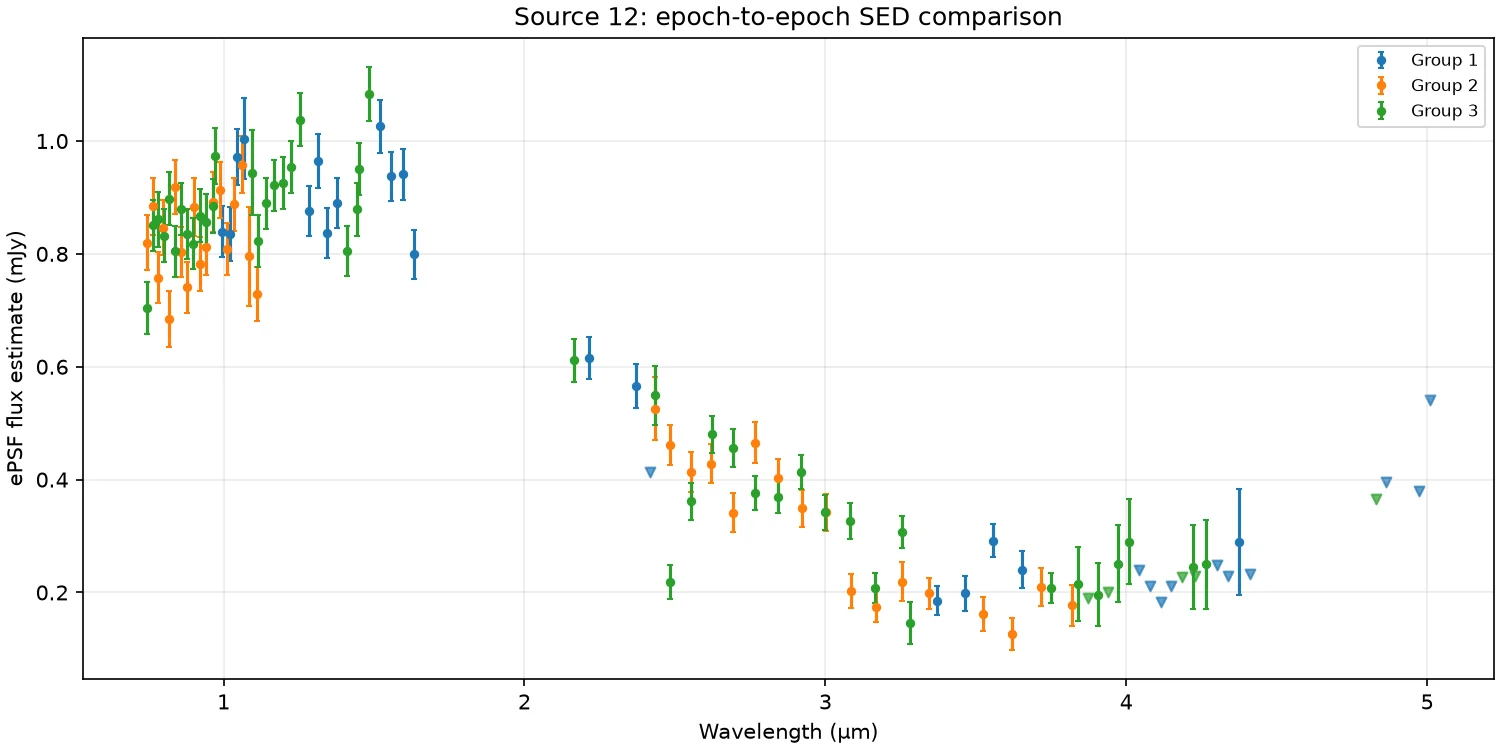 Source 12: epoch-to-epoch SED comparison
Group 1
Group 2
Group 3
ePSF flux estimate (mJy)
1.0
0.8
0.6
0.4
0.2
1 2 3 4 5
Wavelength (μm)